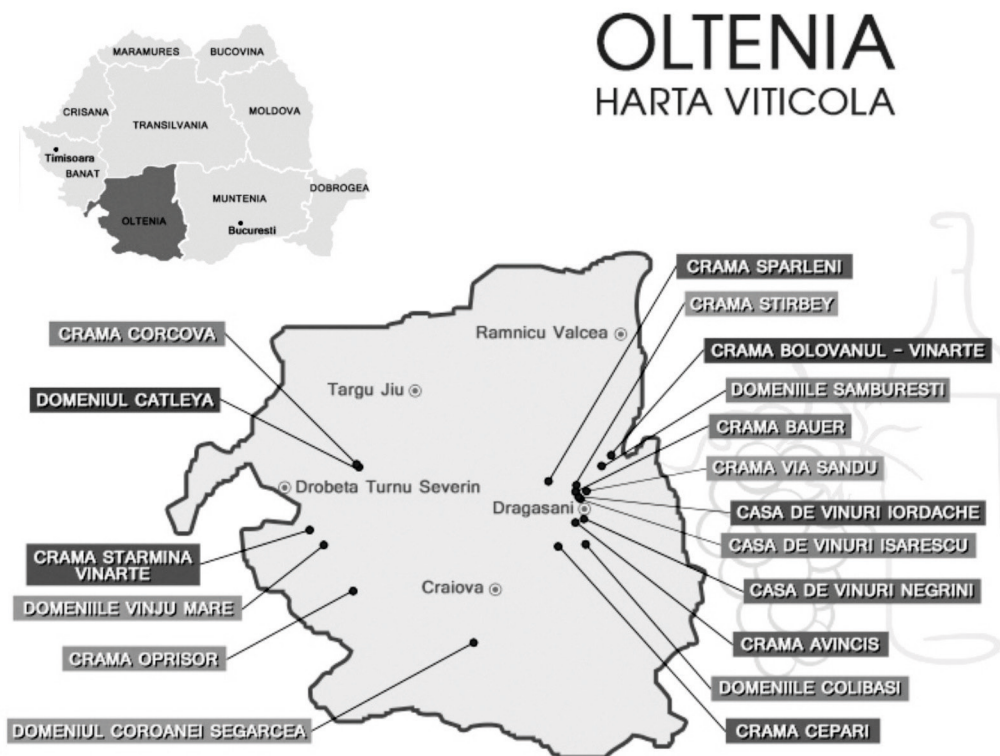 OLTENIA
HARTA VITICOLA
MARAMURES
BUCOVINA
CRISANA
TRANSILVANIA
MOLDOVA
Timisoara
BANAT
OLTENIA
MUNTENIA
Bucuresti
DOBROGEA
CRAMA SPARLENI
CRAMA STIRBEY
CRAMA CORCOVA
Ramnicu Valcea
CRAMA BOLOVANUL - VINARTE
DOMENIUL CATLEYA
Targu Jiu
DOMENIILE SAMBURESTI
CRAMA BAUER
CRAMA VIA SANDU
Drobeta Turnu Severin
Dragasani
CASA DE VINURI IORDACHE
CASA DE VINURI ISARESCU
CRAMA STARMINA
VINARTE
Craiova
CASA DE VINURI NEGRINI
DOMENIILE VINJU MARE
CRAMA AVINCIS
CRAMA OPRISOR
DOMENIILE COLIBASI
DOMENIUL COROANEI SEGARCEA
CRAMA CEPARI